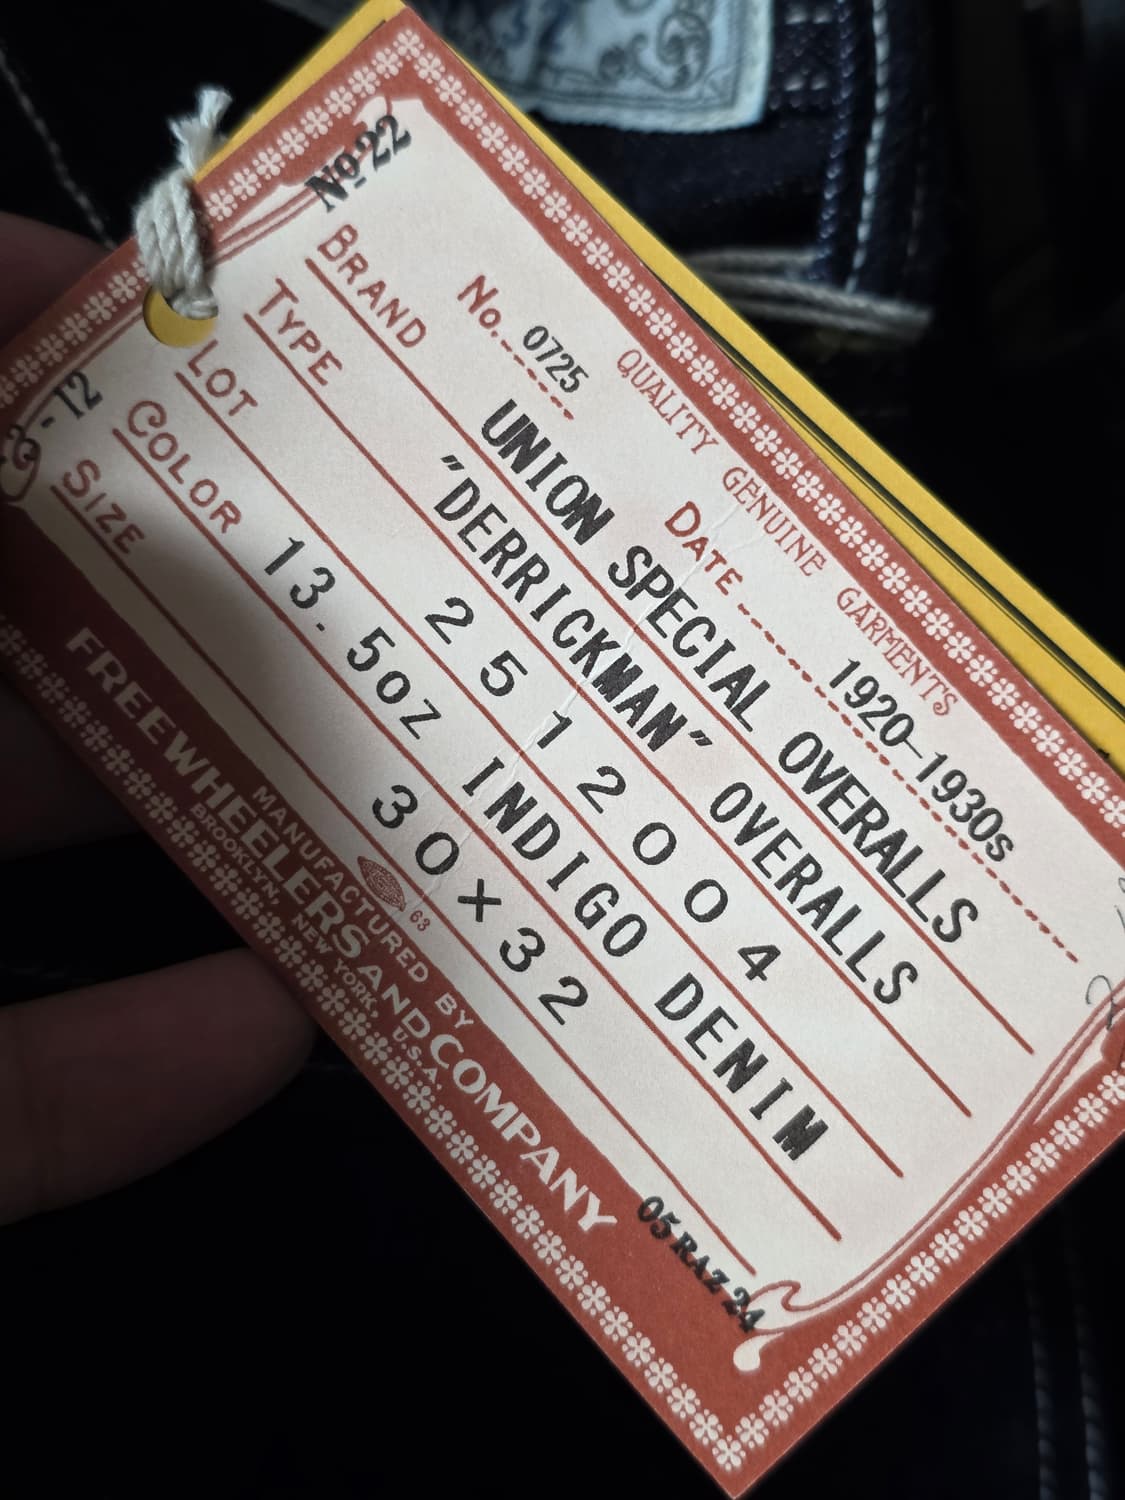 No-22
No. 0725
QUALITY GENUINE GARMENTS
DATE 1920-1930s
BRAND UNION SPECIAL OVERALLS
TYPE "DERRICKMAN" OVERALLS
LOT 2512004
COLOR 13.5oz INDIGO DENIM
SIZE 30×32
- 12
63
MANUFACTURED BY
FREEWHEELERS AND COMPANY
BROOKLYN, NEW YORK, U.S.A.
05 RAZ 24